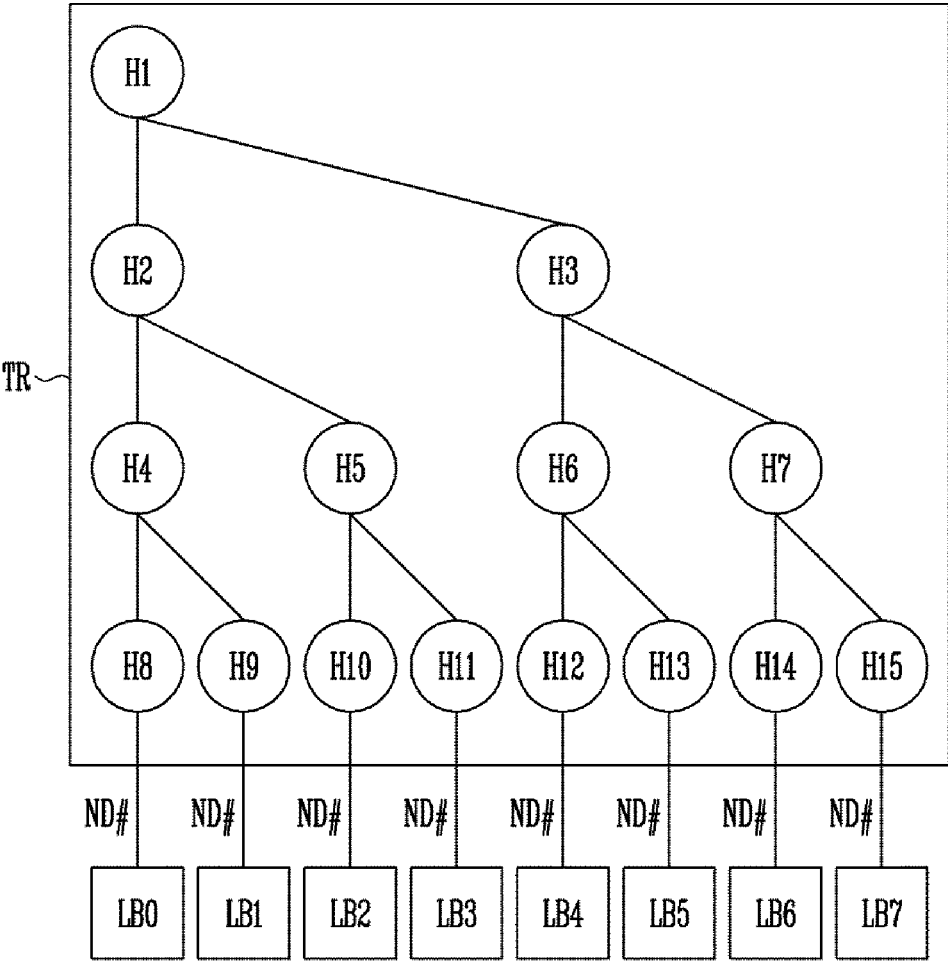 H1
H2 H3
TR
H4 H5 H6 H7
H8 H9 H10 H11 H12 H13 H14 H15
ND# ND# ND# ND# ND# ND# ND# ND#
LB0 LB1 LB2 LB3 LB4 LB5 LB6 LB7